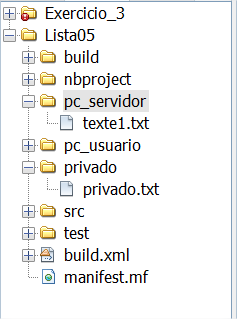 Exercicio_3
Lista05
build
nbproject
pc_servidor
texte1.txt
pc_usuario
privado
privado.txt
src
test
build.xml
manifest.mf